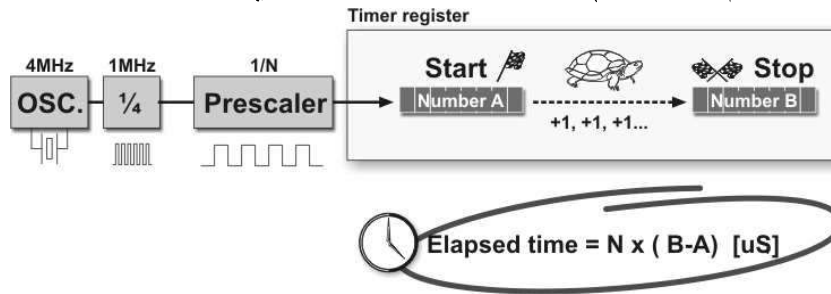 Timer register
4MHz 1MHz 1/N
OSC. ¼ Prescaler
Start Stop
Number A Number B
+1, +1, +1...
Elapsed time = N x ( B-A) [uS]